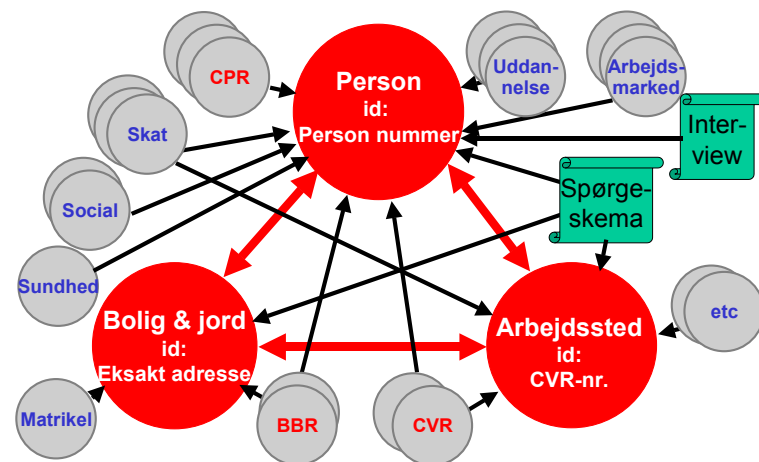 CPR
Person
id:
Person nummer
Uddan-
nelse
Arbejds-
marked
Inter-
view
Skat
Spørge-
skema
Social
Sundhed
Bolig & jord
id:
Eksakt adresse
Arbejdssted
id:
CVR-nr.
etc
Matrikel
BBR
CVR